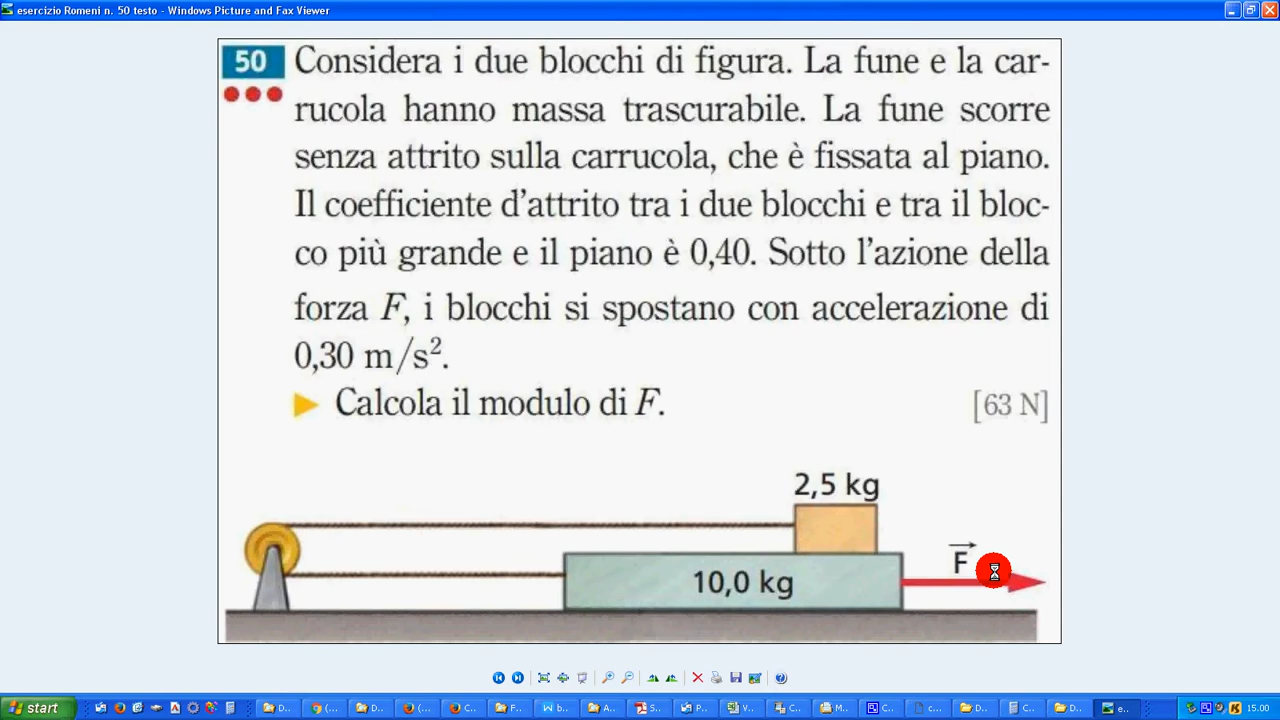 esercizio Romeni n. 50 testo - Windows Picture and Fax Viewer
50 Considera i due blocchi di figura. La fune e la car-
rucola hanno massa trascurabile. La fune scorre
senza attrito sulla carrucola, che è fissata al piano.
Il coefficiente d'attrito tra i due blocchi e tra il bloc-
co più grande e il piano è 0,40. Sotto l'azione della
forza F, i blocchi si spostano con accelerazione di
0,30 m/s².
► Calcola il modulo di F. [63 N]
2,5 kg
F
10,0 kg
start D... (... D... (... C... F... b... A... S... P... V... C... M... C... c... D... C... D... e... 15.00